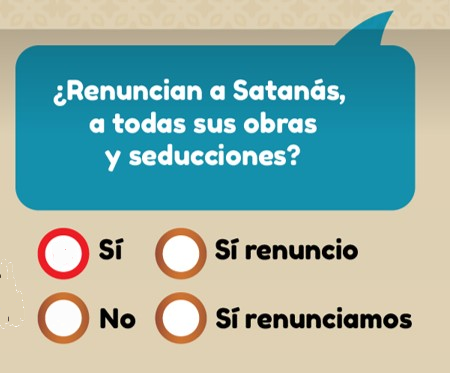 ¿Renuncian a Satanás,
a todas sus obras
y seducciones?
Sí
Sí renuncio
No
Sí renunciamos